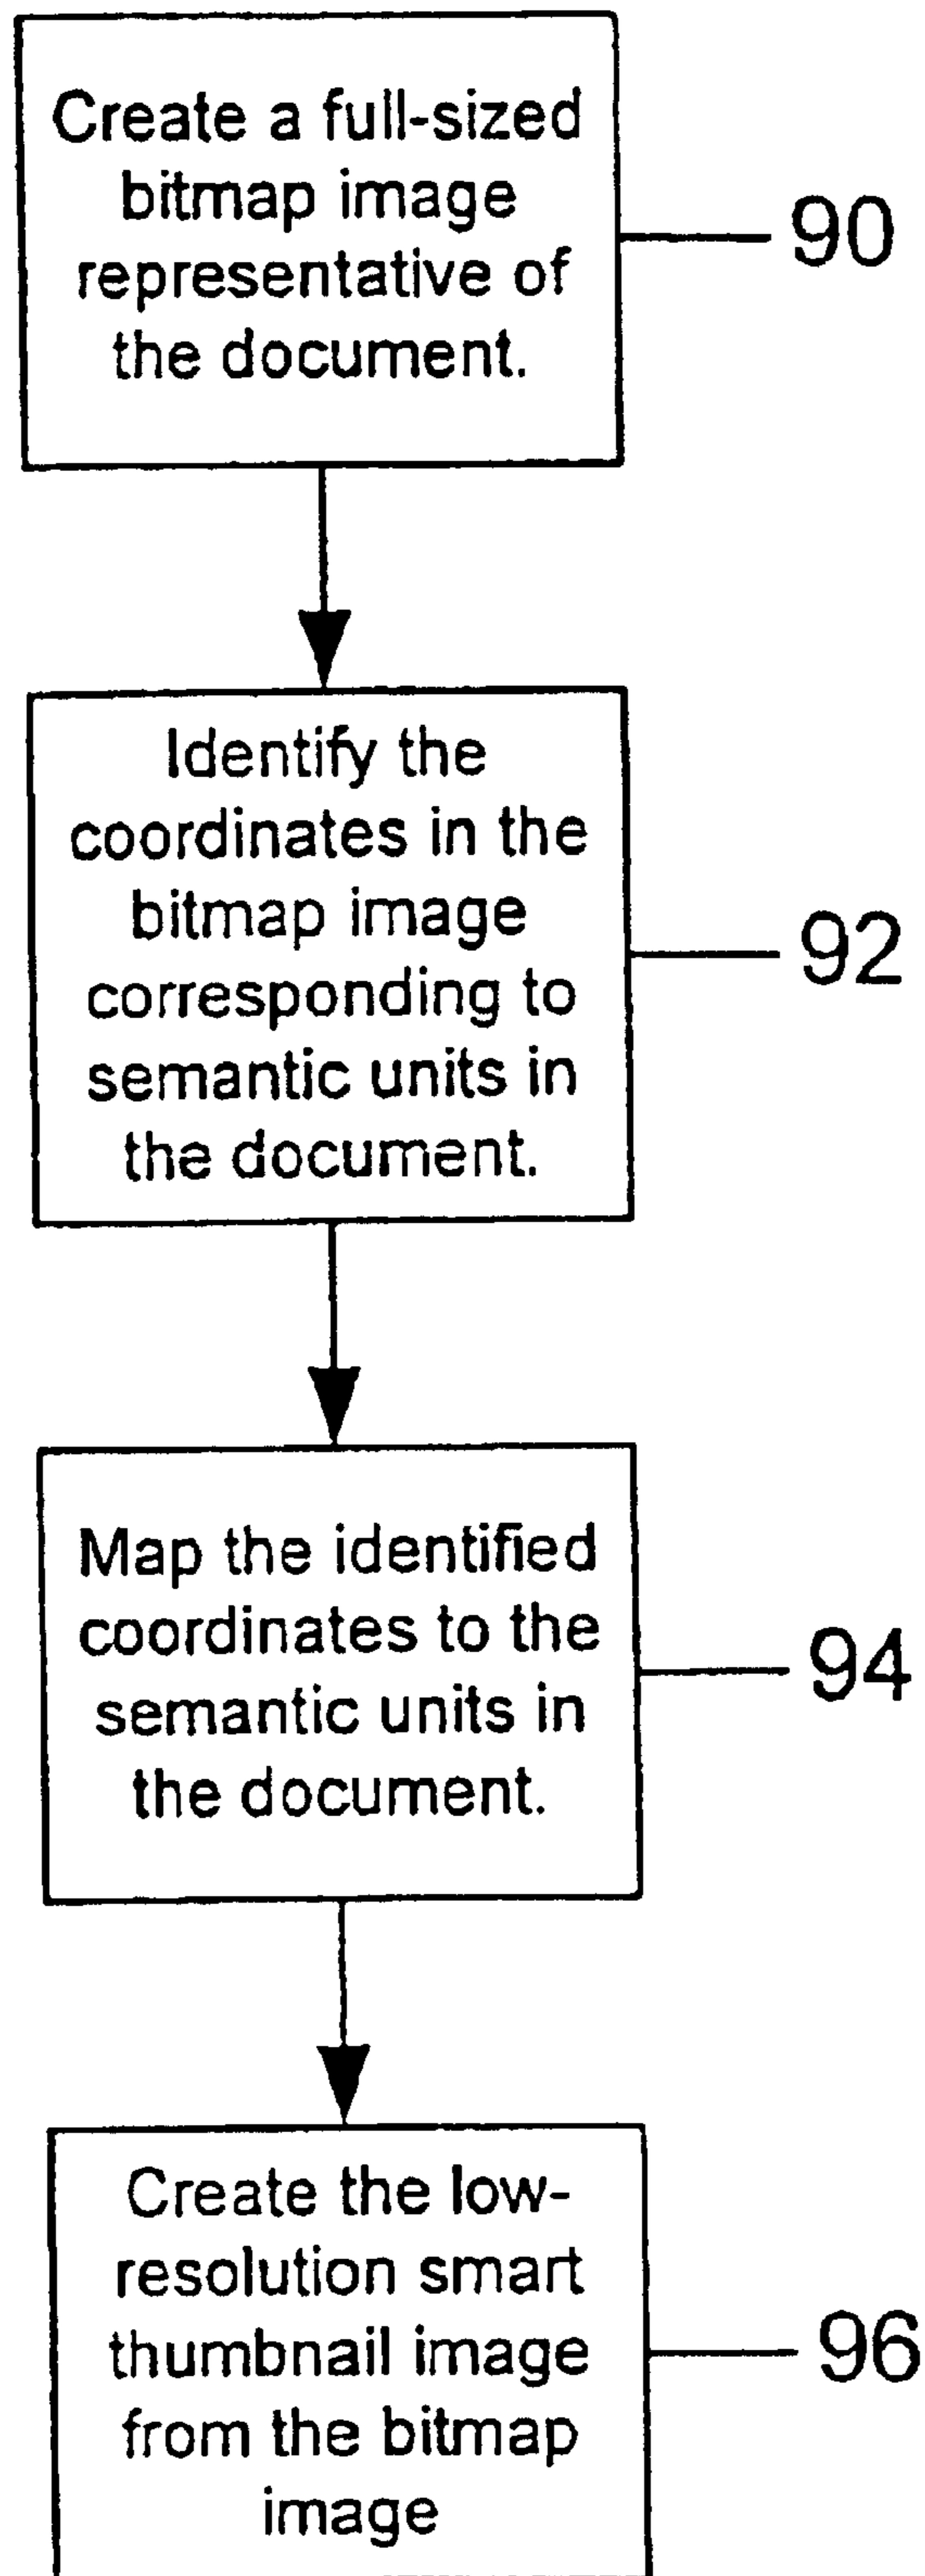 Create a full-sized
bitmap image
representative of
the document.
90
Identify the
coordinates in the
bitmap image
corresponding to
semantic units in
the document.
92
Map the identified
coordinates to the
semantic units in
the document.
94
Create the low-
resolution smart
thumbnail image
from the bitmap
image
96